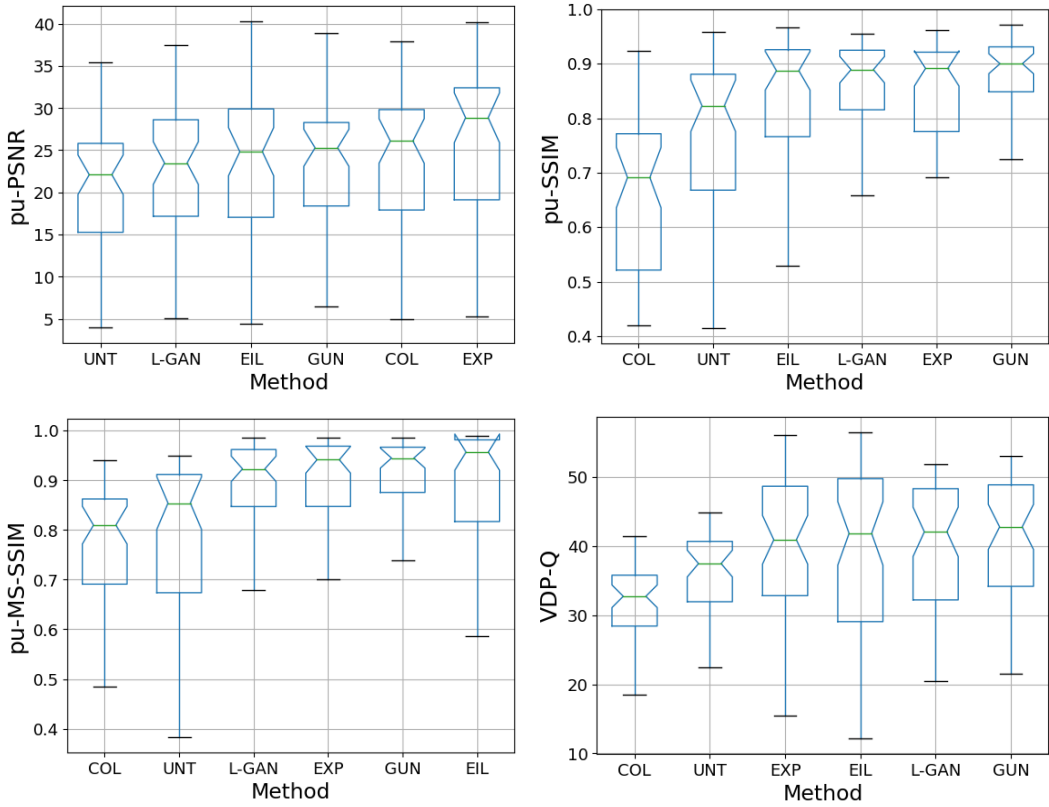 pu-PSNR
40
35
30
25
20
15
10
5
UNT L-GAN EIL GUN COL EXP
Method
pu-SSIM
1.0
0.9
0.8
0.7
0.6
0.5
0.4
COL UNT EIL L-GAN EXP GUN
Method
pu-MS-SSIM
1.0
0.9
0.8
0.7
0.6
0.5
0.4
COL UNT L-GAN EXP GUN EIL
Method
VDP-Q
50
40
30
20
10
COL UNT EXP EIL L-GAN GUN
Method